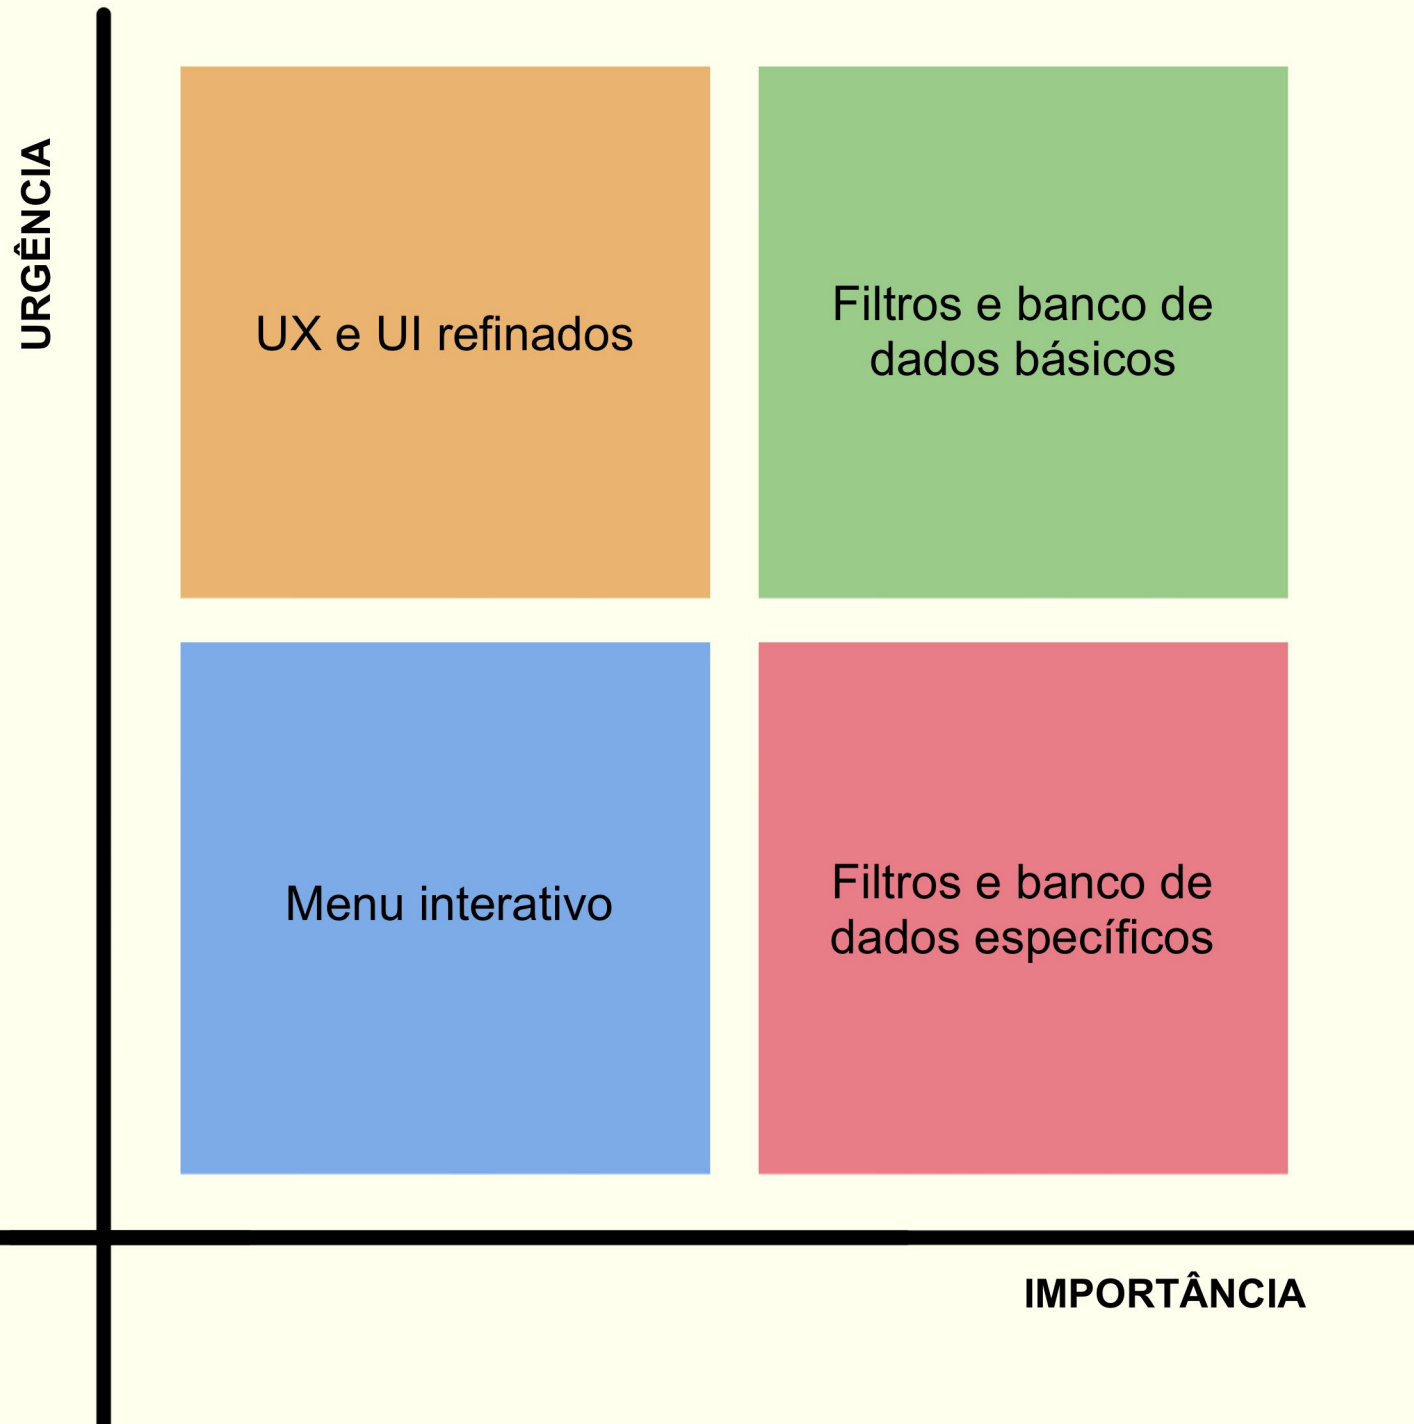 URGÊNCIA
UX e UI refinados
Filtros e banco de
dados básicos
Menu interativo
Filtros e banco de
dados específicos
IMPORTÂNCIA